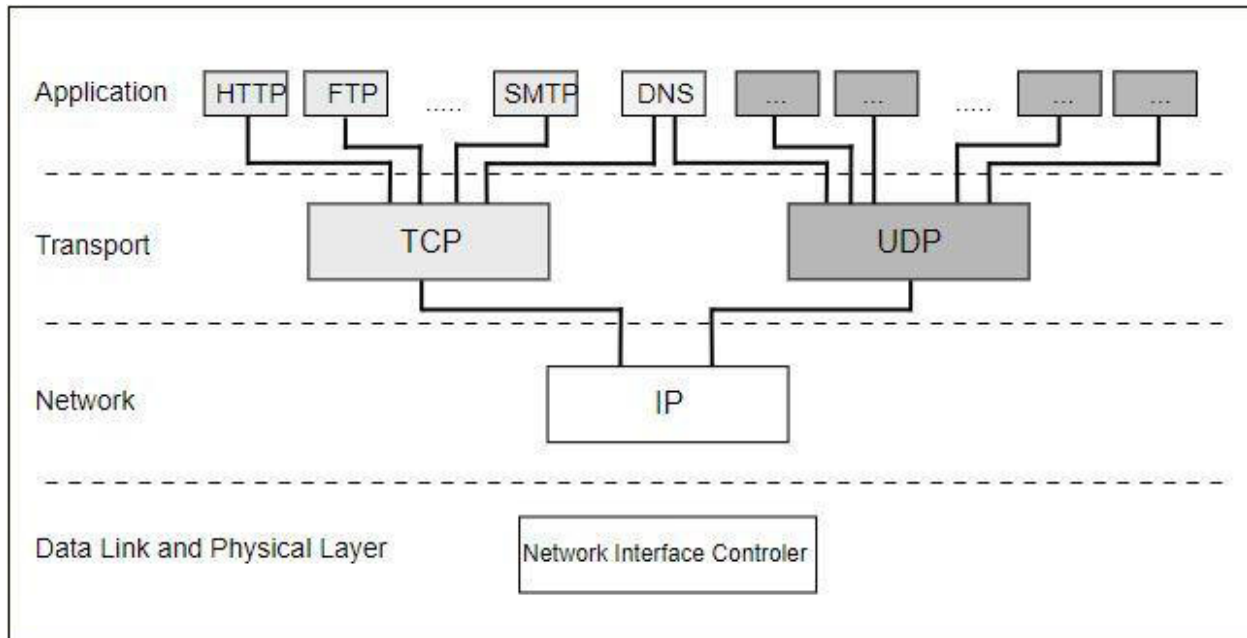 Application HTTP FTP ..... SMTP DNS ... ... ..... ... ...
Transport TCP UDP
Network IP
Data Link and Physical Layer Network Interface Controler